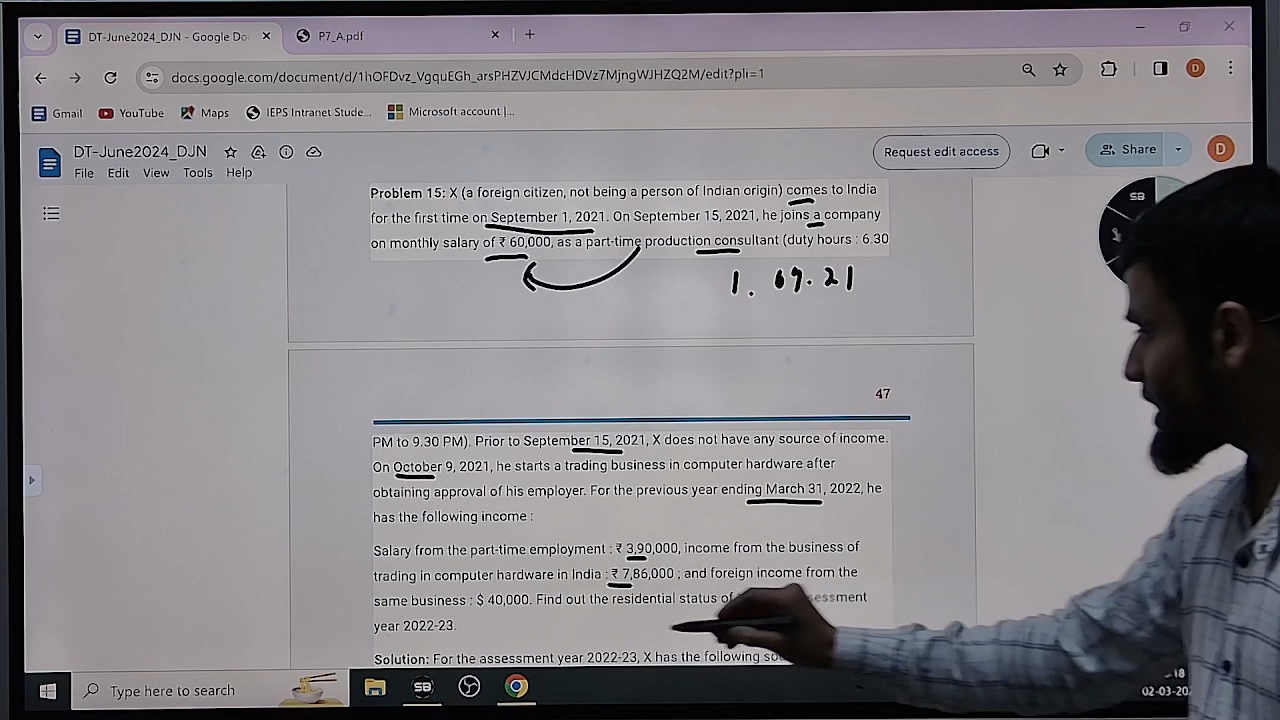 DT-June2024_DJN - Google Do
P7_A.pdf
docs.google.com/document/d/1hOFDvz_VgquEGh_arsrHZVJCMdcHDVz7MjngWJHZQ2M/edit?pli=1
D
Gmail YouTube Maps IEPS Intranet Stude... Microsoft account |...
DT-June2024_DJN
Request edit access
Share
D
File Edit View Tools Help
Problem 15: X (a foreign citizen, not being a person of Indian origin) comes to India
for the first time on September 1, 2021. On September 15, 2021, he joins a company
on monthly salary of ₹ 60,000, as a part-time production consultant (duty hours : 6.30
SB
1. 09.21
47
PM to 9.30 PM). Prior to September 15, 2021, X does not have any source of income.
On October 9, 2021, he starts a trading business in computer hardware after
obtaining approval of his employer. For the previous year ending March 31, 2022, he
has the following income :
Salary from the part-time employment : ₹ 3,90,000, income from the business of
trading in computer hardware in India : ₹ 7,86,000 ; and foreign income from the
same business : $ 40,000. Find out the residential status of
year 2022-23.
Solution: For the assessment year 2022-23, X has the following
Type here to search
SB